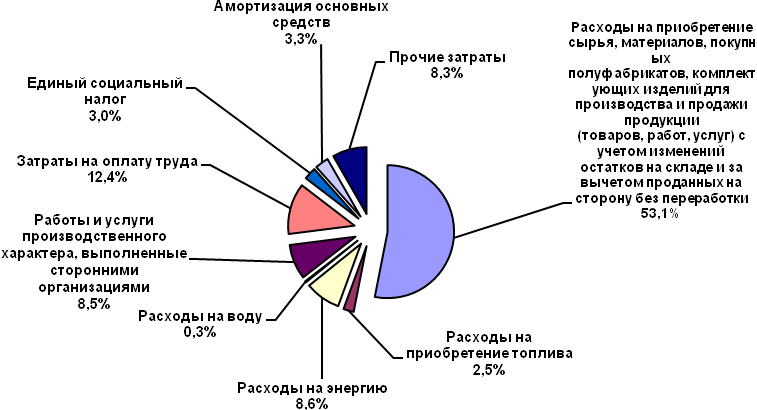 Амортизация основных
средств
3,3%
Прочие затраты
8,3%
Расходы на приобретение
сырья, материалов, покупн
ых
полуфабрикатов, комплект
ующих изделий для
производства и продажи
продукции
(товаров, работ, услуг) с
учетом изменений
остатков на складе и за
вычетом проданных на
сторону без переработки
53,1%
Единый социальный
налог
3,0%
Затраты на оплату труда
12,4%
Работы и услуги
производственного
характера, выполненные
сторонними
организациями
8,5%
Расходы на воду
0,3%
Расходы на энергию
8,6%
Расходы на
приобретение топлива
2,5%